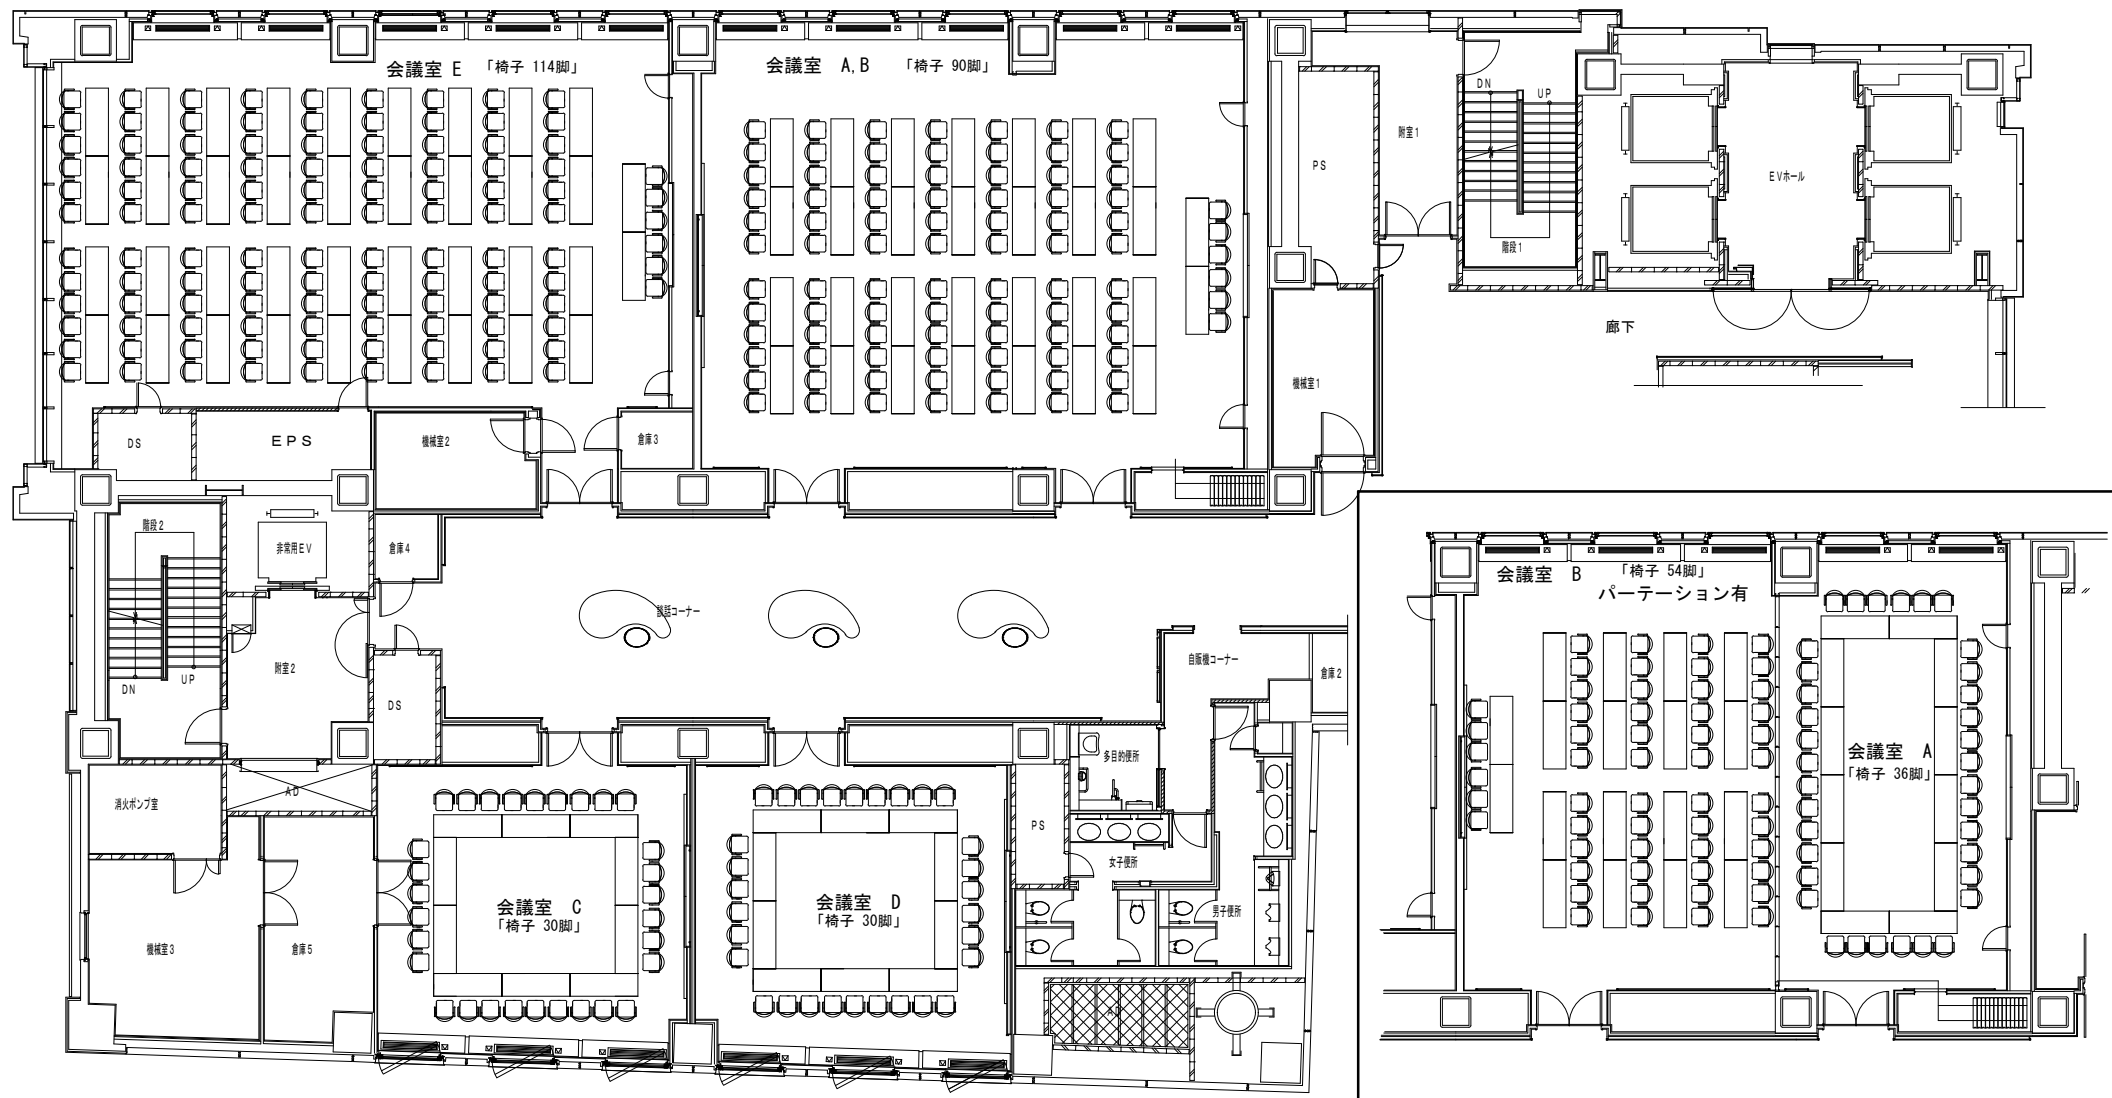 会議室 E 「椅子 114脚」
会議室 A,B 「椅子 90脚」
DN
UP
附室1
PS
EVホール
階段1
廊下
機械室1
DS
EPS
機械室2
倉庫3
階段2
非常用EV
倉庫4
談話コーナー
自販機コーナー
倉庫2
附室2
DN
UP
DS
多目的便所
消火ポンプ室
AD
PS
女子便所
男子便所
会議室 C
「椅子 30脚」
会議室 D
「椅子 30脚」
機械室3
倉庫5
AD
会議室 B 「椅子 54脚」
パーテーション有
会議室 A
「椅子 36脚」